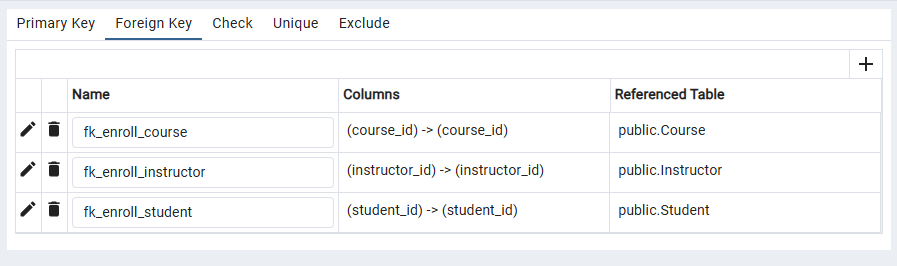 Primary Key Foreign Key Check Unique Exclude
Name Columns Referenced Table
fk_enroll_course (course_id) -> (course_id) public.Course
fk_enroll_instructor (instructor_id) -> (instructor_id) public.Instructor
fk_enroll_student (student_id) -> (student_id) public.Student